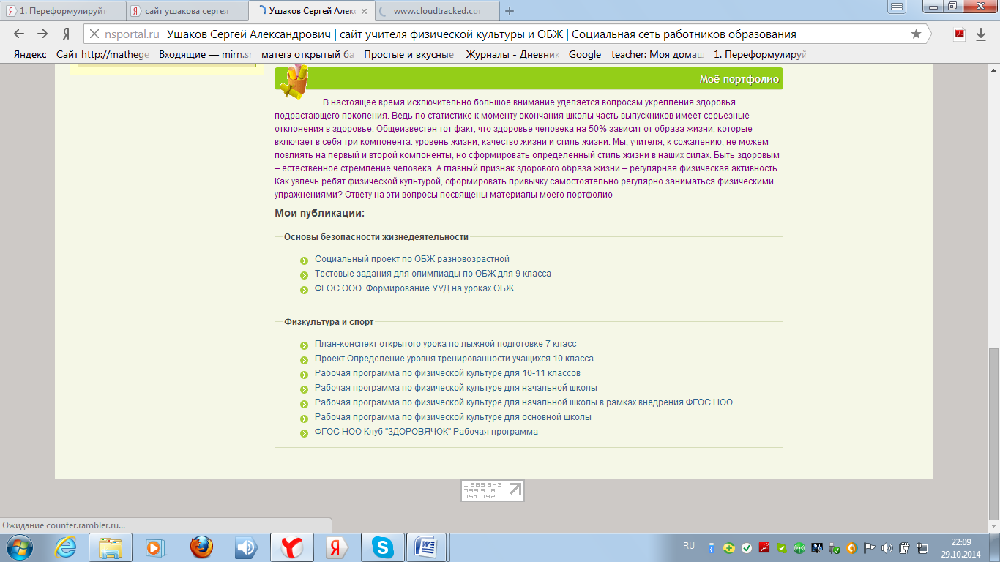 1. Переформулируйт
сайт ушакова сергея
Ушаков Сергей Алекс
www.cloudtracked.co
nsportal.ru Ушаков Сергей Александрович | сайт учителя физической культуры и ОБЖ | Социальная сеть работников образования
Яндекс Сайт http://mathege Входящие — mirn.s матегэ открытый ба Простые и вкусные Журналы - Дневник Google teacher: Моя домаш 1. Переформулируй
Моё портфолио
В настоящее время исключительно большое внимание уделяется вопросам укрепления здоровья
подрастающего поколения. Ведь по статистике к моменту окончания школы часть выпускников имеет серьезные
отклонения в здоровье. Общеизвестен тот факт, что здоровье человека на 50% зависит от образа жизни, которые
включает в себя три компонента: уровень жизни, качество жизни и стиль жизни. Мы, учителя, к сожалению, не можем
повлиять на первый и второй компоненты, но сформировать определенный стиль жизни в наших силах. Быть здоровым
– естественное стремление человека. А главный признак здорового образа жизни – регулярная физическая активность.
Как увлечь ребят физической культурой, сформировать привычку самостоятельно регулярно заниматься физическими
упражнениями? Ответу на эти вопросы посвящены материалы моего портфолио
Мои публикации:
Основы безопасности жизнедеятельности
Социальный проект по ОБЖ разновозрастной
Тестовые задания для олимпиады по ОБЖ для 9 класса
ФГОС ООО. Формирование УУД на уроках ОБЖ
Физкультура и спорт
План-конспект открытого урока по лыжной подготовке 7 класс
Проект.Определение уровня тренированности учащихся 10 класса
Рабочая программа по физической культуре для 10-11 классов
Рабочая программа по физической культуре для начальной школы
Рабочая программа по физической культуре для начальной школы в рамках внедрения ФГОС НОО
Рабочая программа по физической культуре для основной школы
ФГОС НОО Клуб "ЗДОРОВЯЧОК" Рабочая программа
1 865 643
795 916
751 742
Ожидание counter.rambler.ru...
RU
22:09
29.10.2014